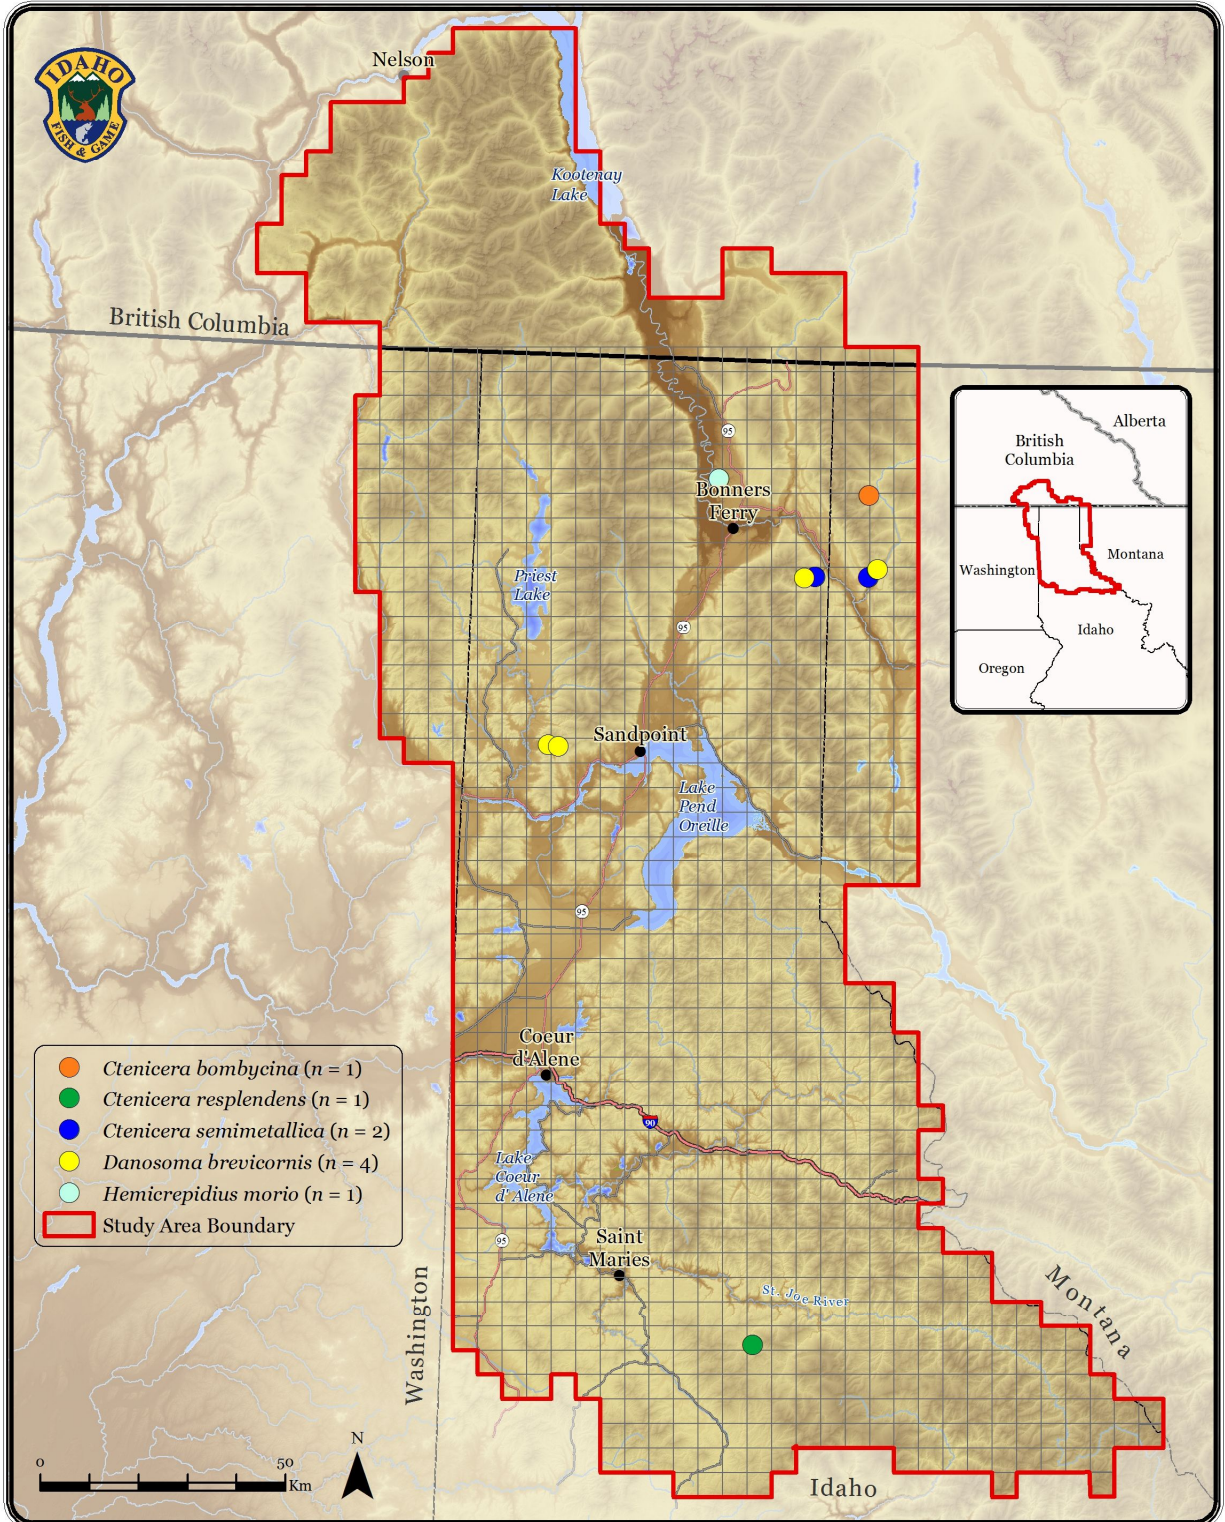 IDAHO
FISH & GAME
Nelson
Kootenay
Lake
British Columbia
95
Bonners
Ferry
Priest
Lake
95
Sandpoint
Lake
Pend
Oreille
95
Coeur
d'Alene
90
Lake
Coeur
d' Alene
95
Saint
Maries
St. Joe River
Montana
Washington
Idaho
Alberta
British
Columbia
Washington
Montana
Idaho
Oregon
Ctenicera bombycina (n = 1)
Ctenicera resplendens (n = 1)
Ctenicera semimetallica (n = 2)
Danosoma brevicornis (n = 4)
Hemicrepidius morio (n = 1)
Study Area Boundary
0 50
Km
N